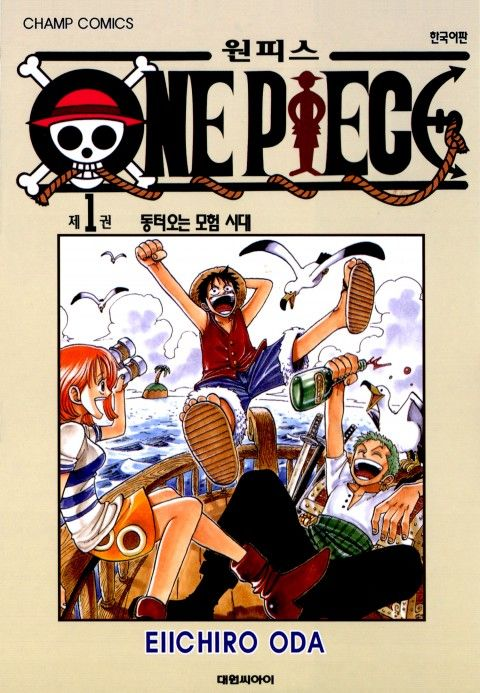 CHAMP COMICS
한국어판
원피스
ONE PIECE
제1권 동터오는 모험 시대
EIICHIRO ODA
대원씨아이